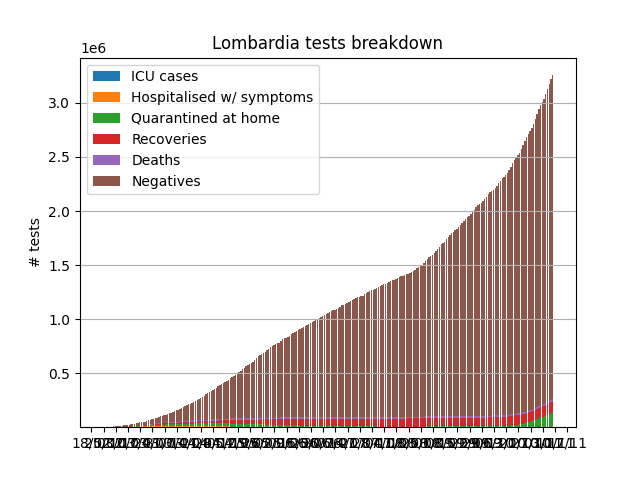 Lombardia tests breakdown
1e6
ICU cases
Hospitalised w/ symptoms
Quarantined at home
Recoveries
Deaths
Negatives
# tests
3.0
2.5
2.0
1.5
1.0
0.5